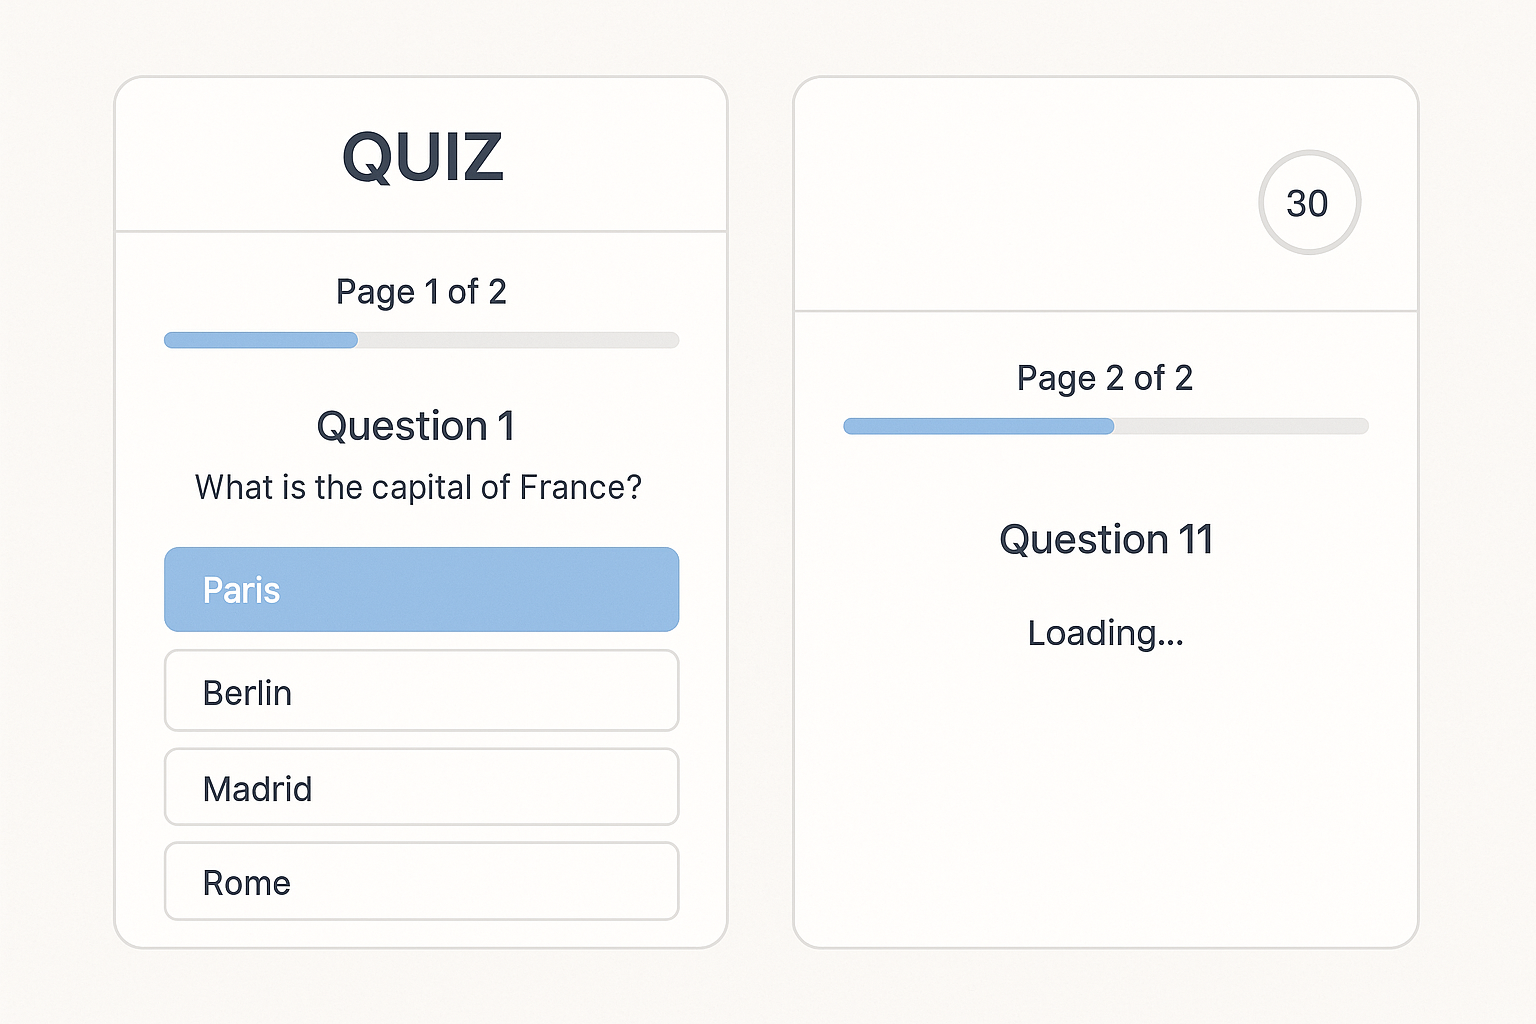 QUIZ
Page 1 of 2
Question 1
What is the capital of France?
Paris
Berlin
Madrid
Rome
30
Page 2 of 2
Question 11
Loading...